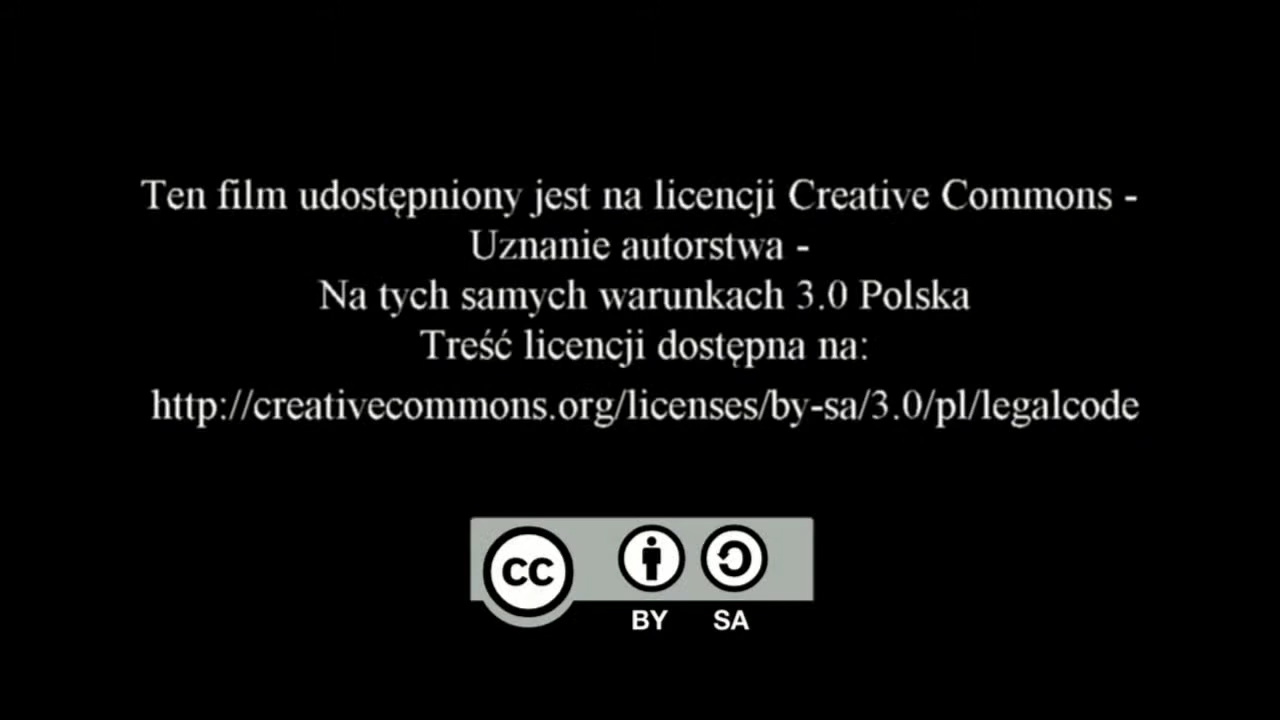 Ten film udostępniony jest na licencji Creative Commons -
Uznanie autorstwa -
Na tych samych warunkach 3.0 Polska
Treść licencji dostępna na:
http://creativecommons.org/licenses/by-sa/3.0/pl/legalcode
cc
BY SA